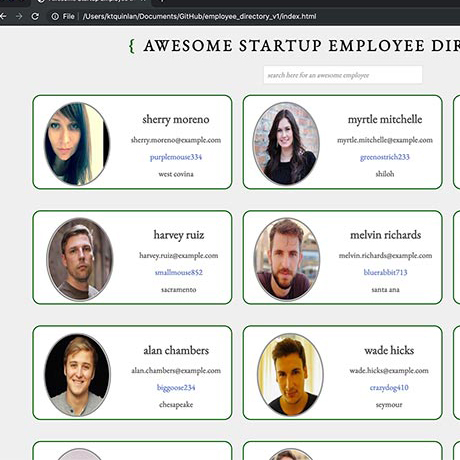 File | /Users/ktquinlan/Documents/GitHub/employee_directory_v1/index.html
{ AWESOME STARTUP EMPLOYEE DIR
search here for an awesome employee
sherry moreno
sherry.moreno@example.com
purplemouse334
west covina
myrtle mitchelle
myrtle.mitchelle@example.com
greenostrich233
shiloh
harvey ruiz
harvey.ruiz@example.com
smallmouse852
sacramento
melvin richards
melvin.richards@example.com
bluerabbit713
santa ana
alan chambers
alan.chambers@example.com
biggoose234
chesapeake
wade hicks
wade.hicks@example.com
crazydog410
seymour